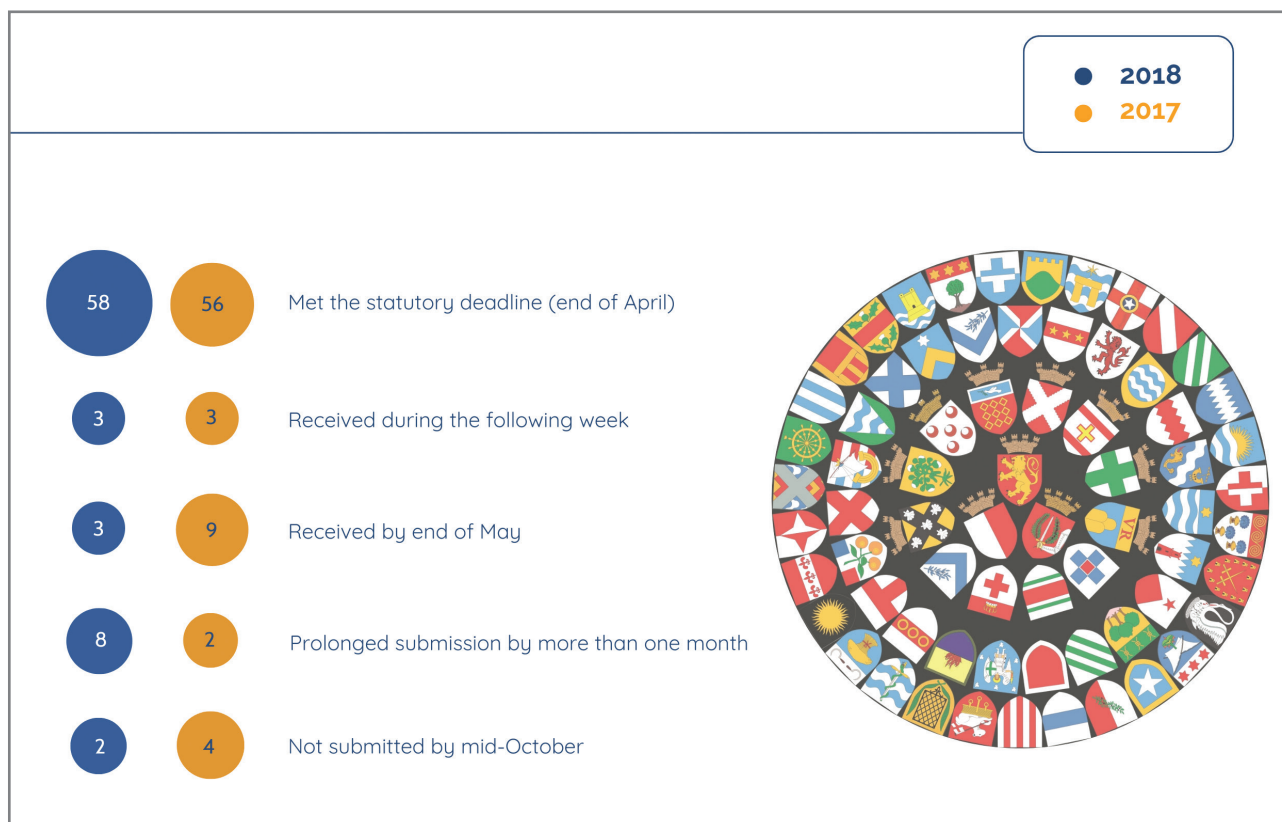 2018
2017
58 56 Met the statutory deadline (end of April)
3 3 Received during the following week
3 9 Received by end of May
8 2 Prolonged submission by more than one month
2 4 Not submitted by mid-October
VR